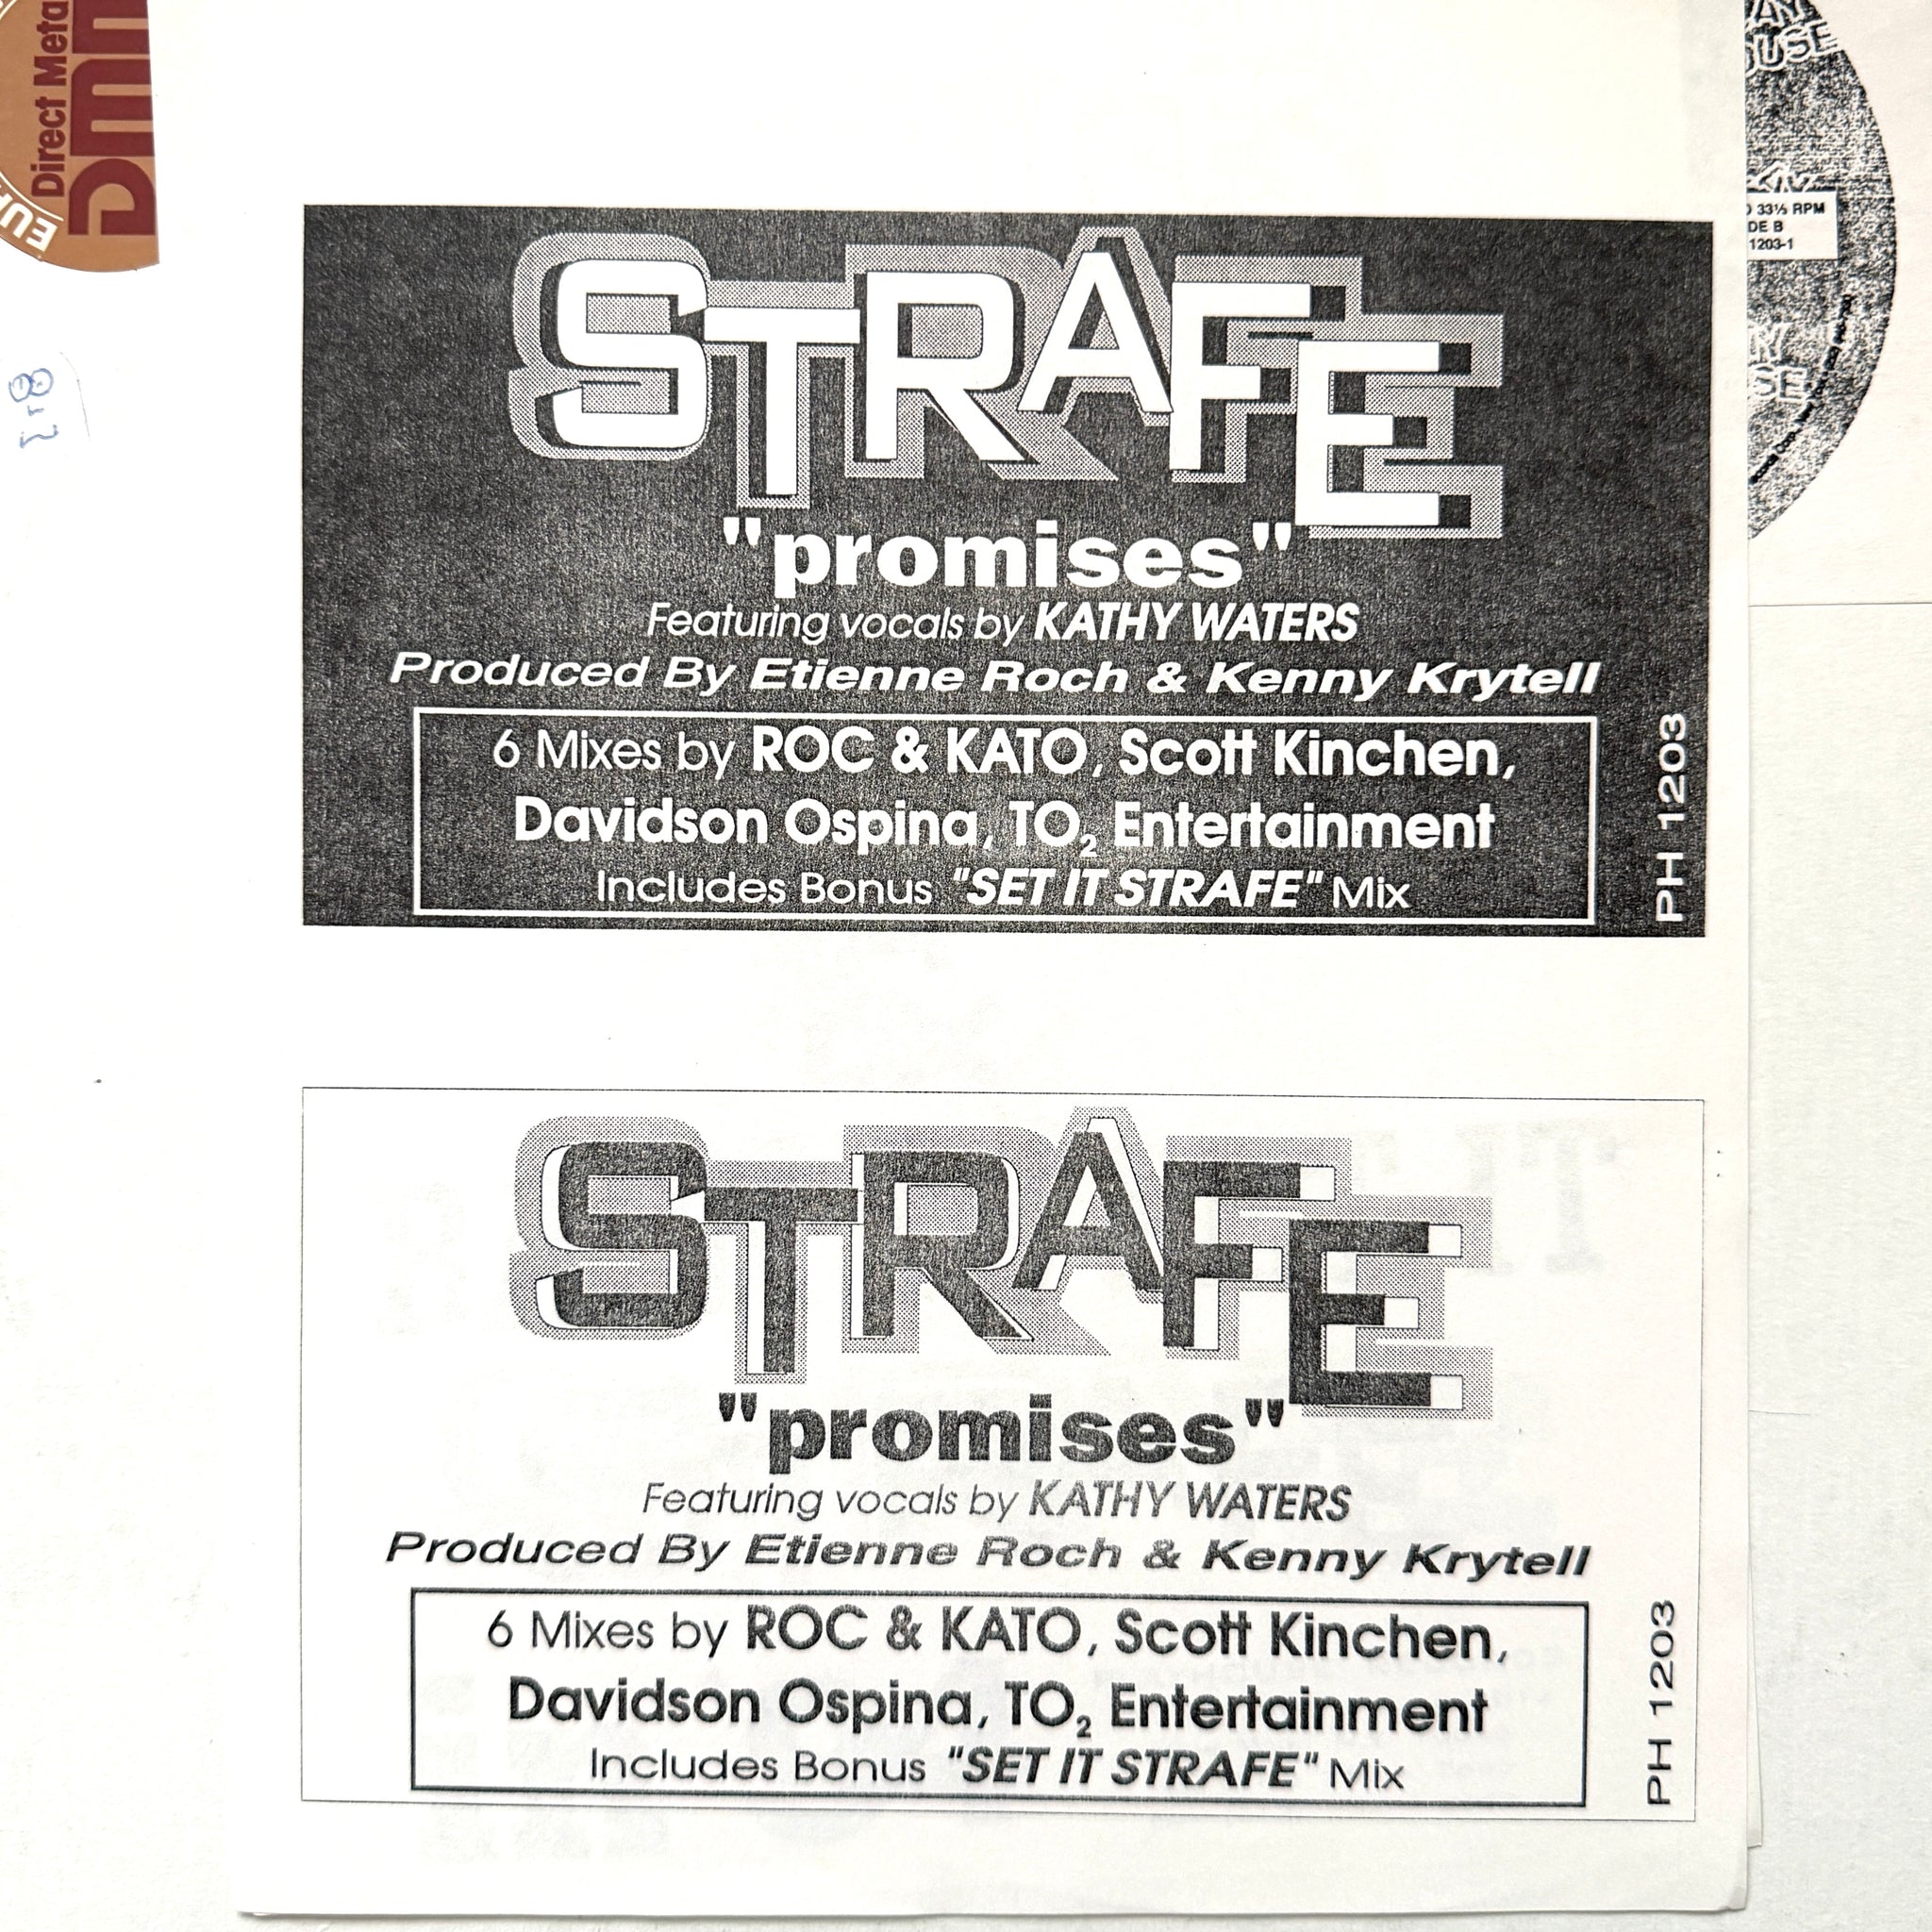 Direct Meta
DMM
EUR
STRAFE
"promises"
Featuring vocals by KATHY WATERS
Produced By Etienne Roch & Kenny Krytell
6 Mixes by ROC & KATO, Scott Kinchen,
Davidson Ospina, TO₂ Entertainment
Includes Bonus "SET IT STRAFE" Mix
PH 1203
33⅓ RPM
DE B
1203-1
STRAFE
"promises"
Featuring vocals by KATHY WATERS
Produced By Etienne Roch & Kenny Krytell
6 Mixes by ROC & KATO, Scott Kinchen,
Davidson Ospina, TO₂ Entertainment
Includes Bonus "SET IT STRAFE" Mix
PH 1203